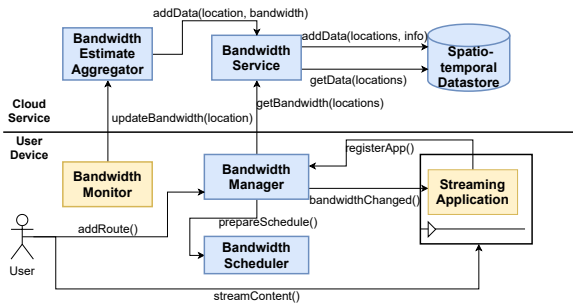 addData(location, bandwidth)
Bandwidth
Estimate
Aggregator
Bandwidth
Service
addData(locations, info)
getData(locations)
Spatio-
temporal
Datastore
Cloud
Service
updateBandwidth(location)
getBandwidth(locations)
User
Device
Bandwidth
Monitor
Bandwidth
Manager
registerApp()
bandwidthChanged()
Streaming
Application
addRoute()
prepareSchedule()
Bandwidth
Scheduler
User
streamContent()